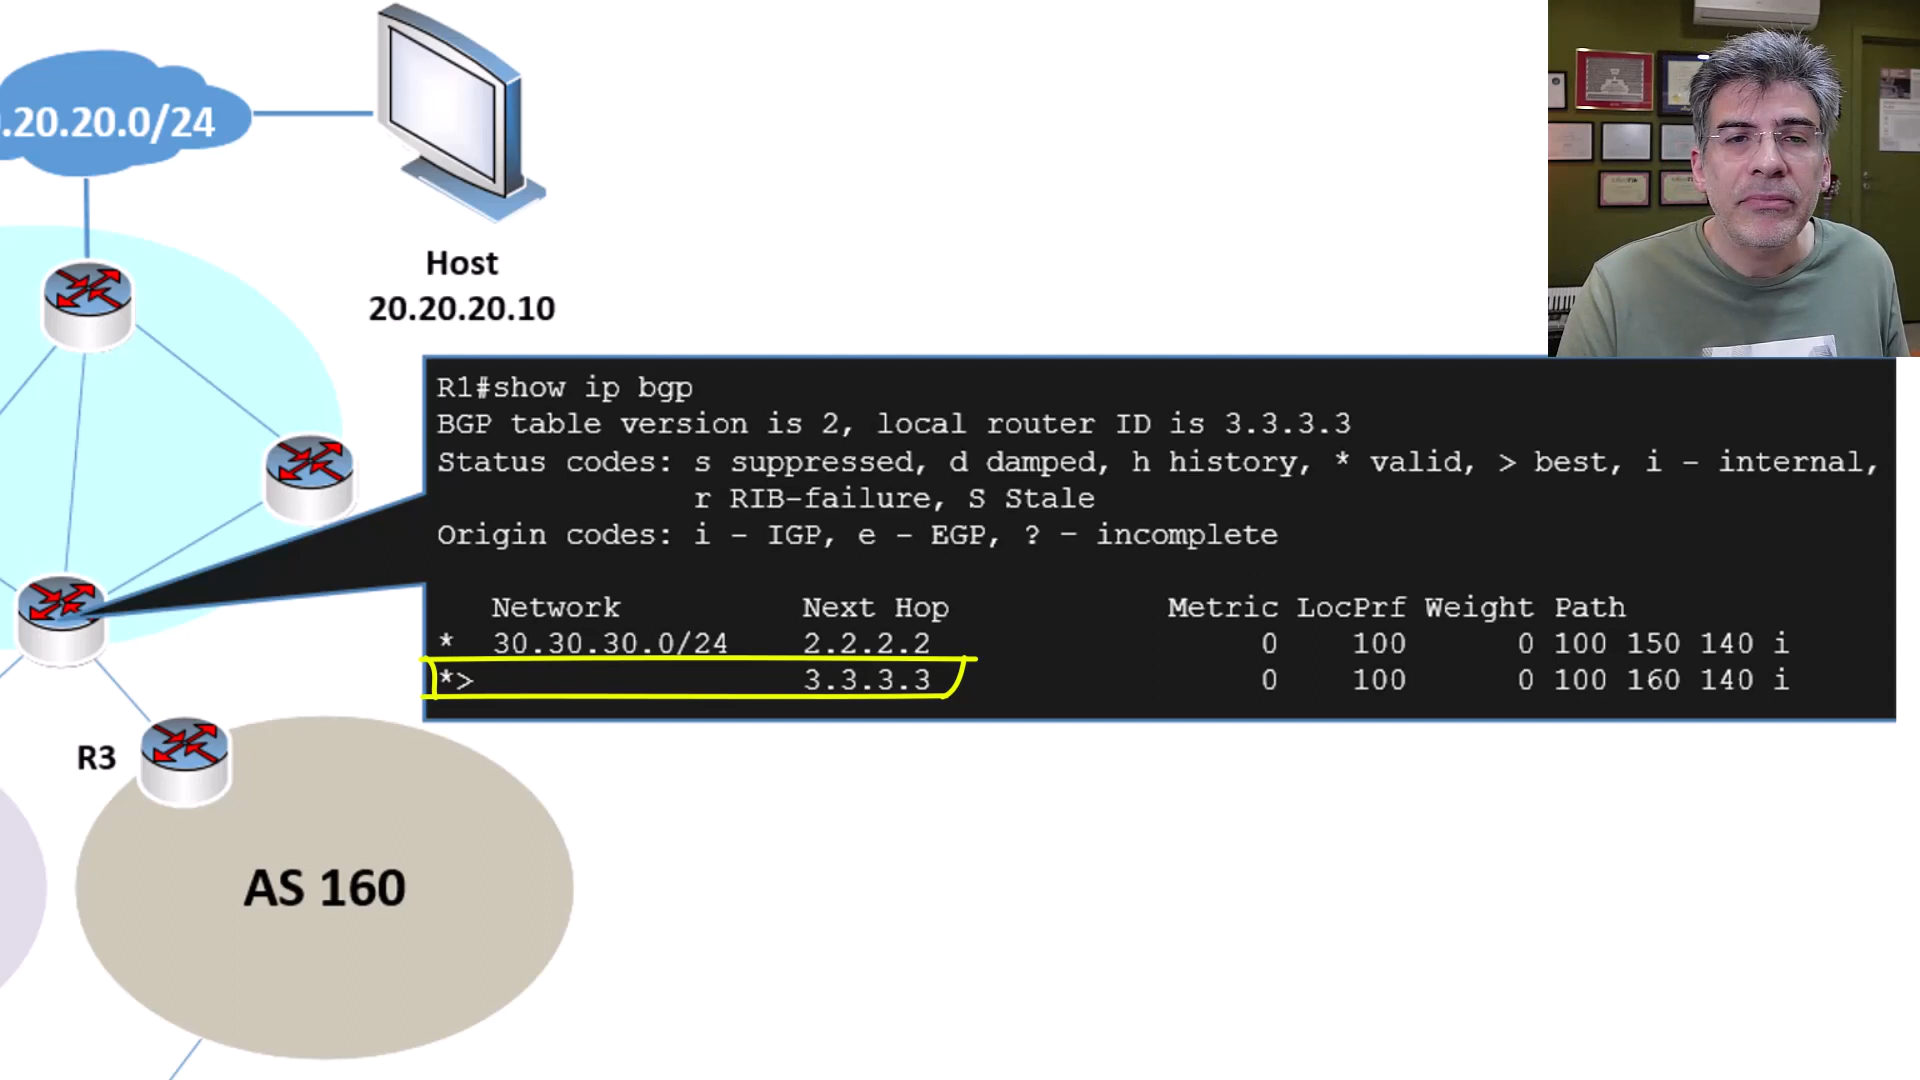 .20.20.0/24
Host
20.20.20.10
R1#show ip bgp
BGP table version is 2, local router ID is 3.3.3.3
Status codes: s suppressed, d damped, h history, * valid, > best, i - internal,
r RIB-failure, S Stale
Origin codes: i - IGP, e - EGP, ? - incomplete
Network Next Hop Metric LocPrf Weight Path
* 30.30.30.0/24 2.2.2.2 0 100 0 100 150 140 i
*> 3.3.3.3 0 100 0 100 160 140 i
R3
AS 160